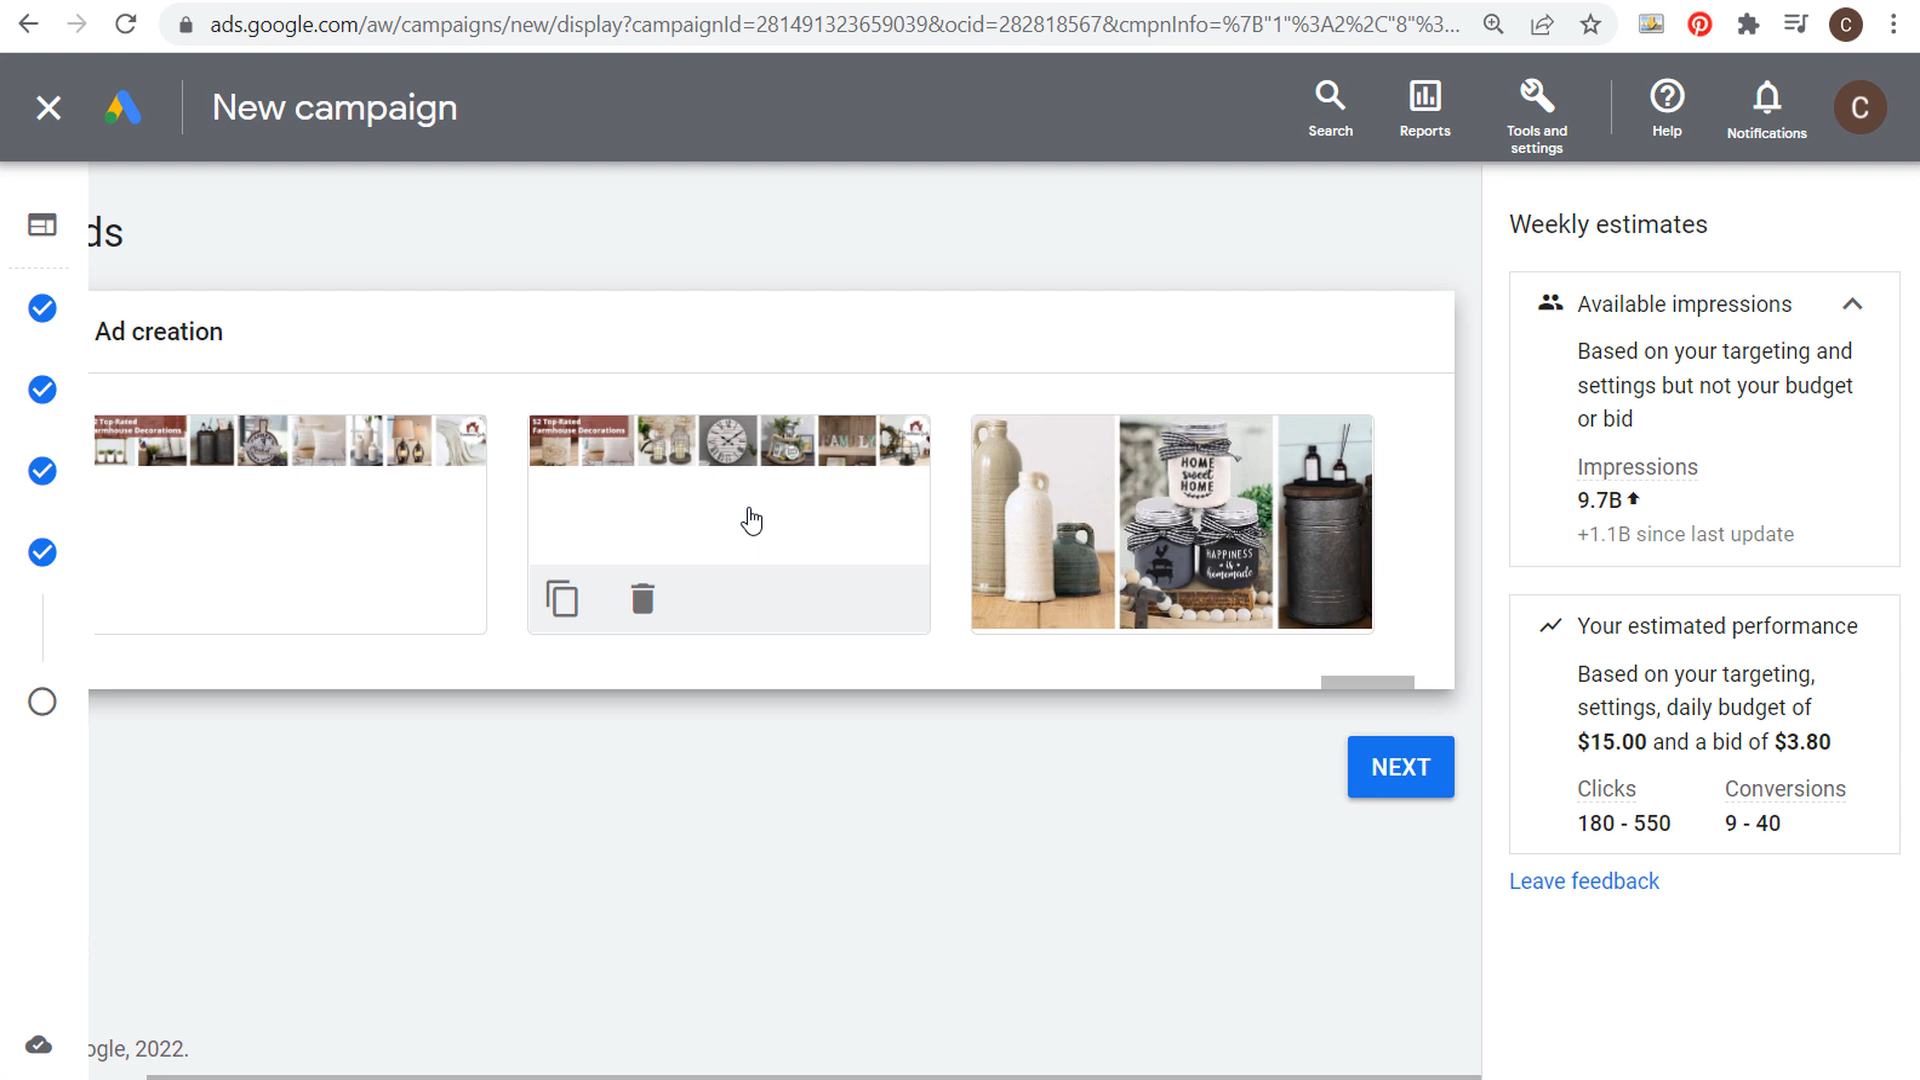 ads.google.com/aw/campaigns/new/display?campaignId=281491323659039&ocid=282818567&cmpnInfo=%7B"1"%3A2%2C"8"%3...
C
New campaign
Search
Reports
Tools and
settings
Help
Notifications
C
ds
Ad creation
2 Top-Rated
armhouse Decorations
52 Top-Rated
Farmhouse Decorations
FAMILY
HOME
sweet
HOME
HAPPINESS
is
homemade
NEXT
Weekly estimates
Available impressions
Based on your targeting and
settings but not your budget
or bid
Impressions
9.7B
+1.1B since last update
Your estimated performance
Based on your targeting,
settings, daily budget of
$15.00 and a bid of $3.80
Clicks Conversions
180 - 550 9 - 40
Leave feedback
ogle, 2022.